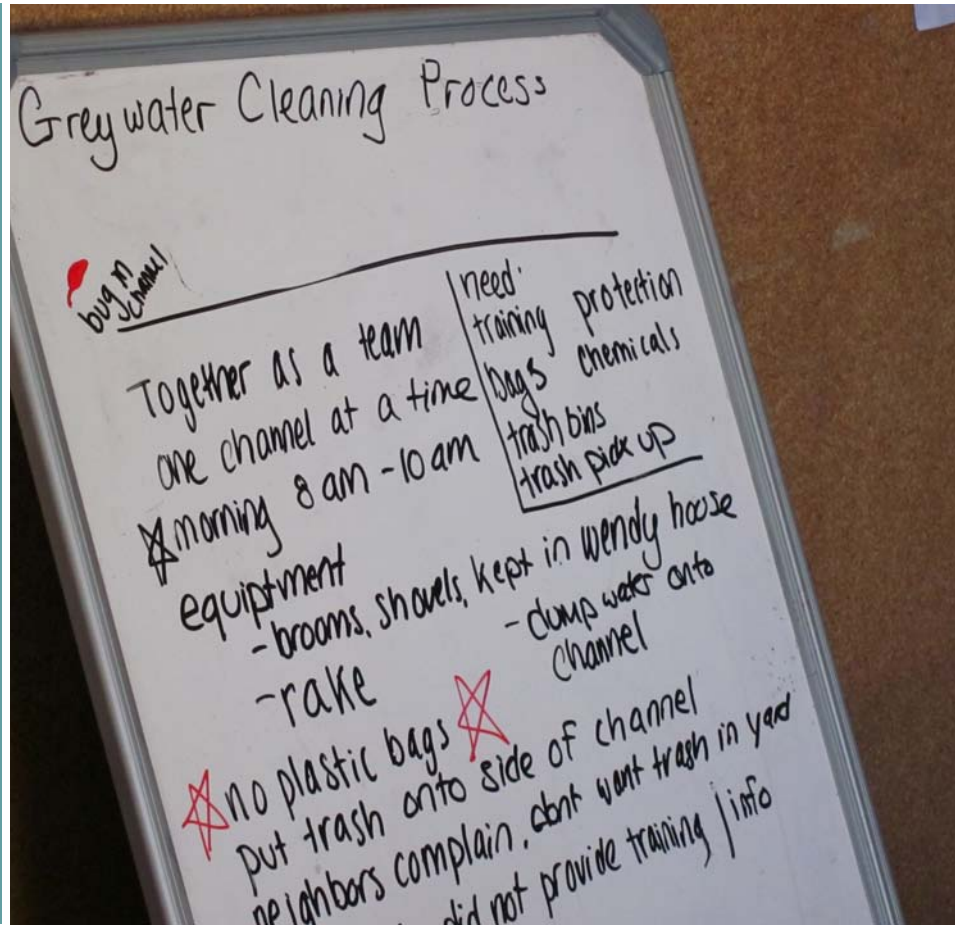 Greywater Cleaning Process
bug in
channel
need:
training protection
bags chemicals
trash bins
trash pick up
Together as a team
one channel at a time
morning 8 am - 10 am
equiptment
- brooms, shovels, kept in wendy hoose
- rake
- dump water onto
channel
no plastic bags
put trash onto side of channel
neighbors complain. dont want trash in yard
did not provide training / info